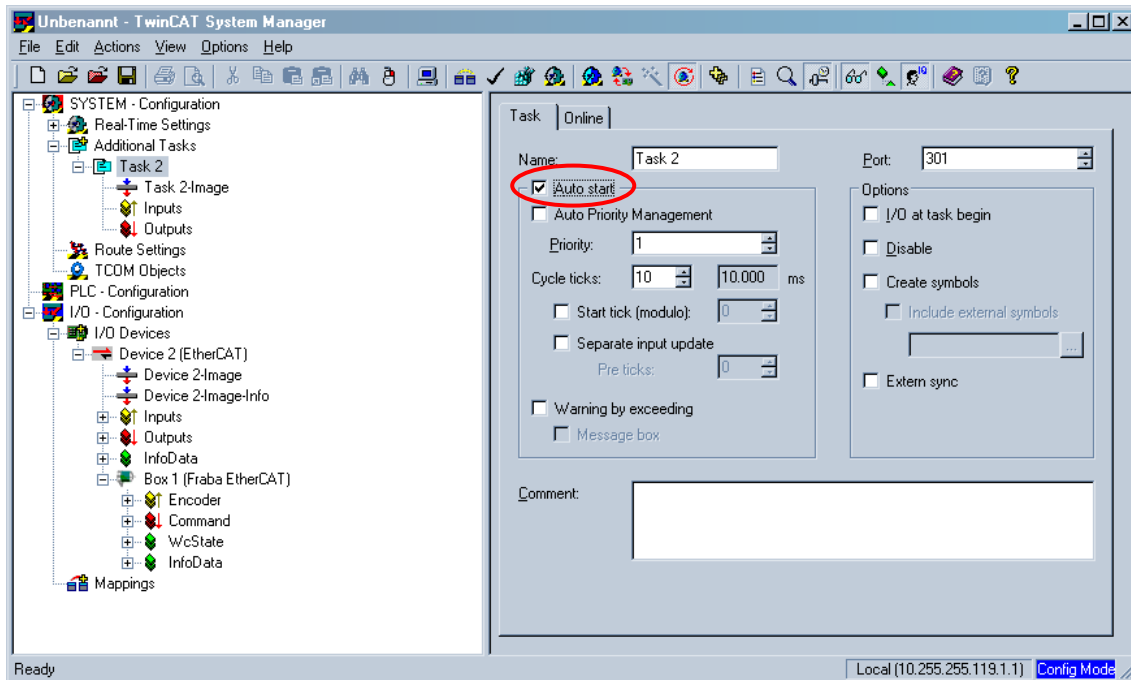 Unbenannt - TwinCAT System Manager
File Edit Actions View Options Help
SYSTEM - Configuration
Real-Time Settings
Additional Tasks
Task 2
Task 2-Image
Inputs
Outputs
Route Settings
TCOM Objects
PLC - Configuration
I/O - Configuration
I/O Devices
Device 2 (EtherCAT)
Device 2-Image
Device 2-Image-Info
Inputs
Outputs
InfoData
Box 1 (Fraba EtherCAT)
Encoder
Command
WcState
InfoData
Mappings
Task Online
Name: Task 2 Port: 301
Auto start Options
Auto Priority Management I/O at task begin
Priority: 1 Disable
Cycle ticks: 10 10.000 ms Create symbols
Start tick (modulo): 0 Include external symbols
Separate input update ...
Pre ticks: 0 Extern sync
Warning by exceeding
Message box
Comment:
Ready Local (10.255.255.119.1.1) Config Mode